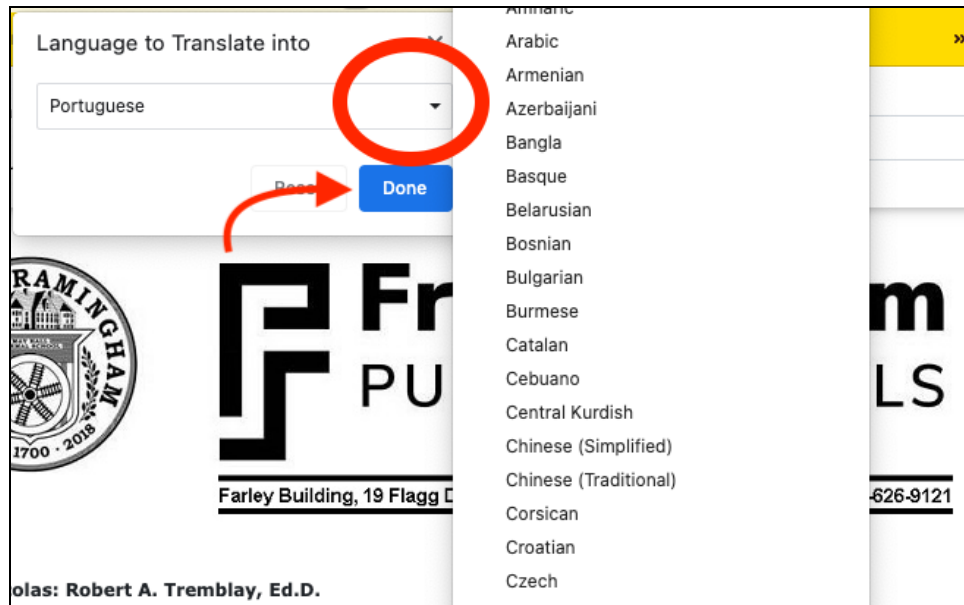 Language to Translate into
Portuguese
Done
Arabic
Armenian
Azerbaijani
Bangla
Basque
Belarusian
Bosnian
Bulgarian
Burmese
Catalan
Cebuano
Central Kurdish
Chinese (Simplified)
Chinese (Traditional)
Corsican
Croatian
Czech
»
RAMINGHAM
1700 · 2018
Fr m
PU LS
Farley Building, 19 Flagg D -626-9121
olas: Robert A. Tremblay, Ed.D.